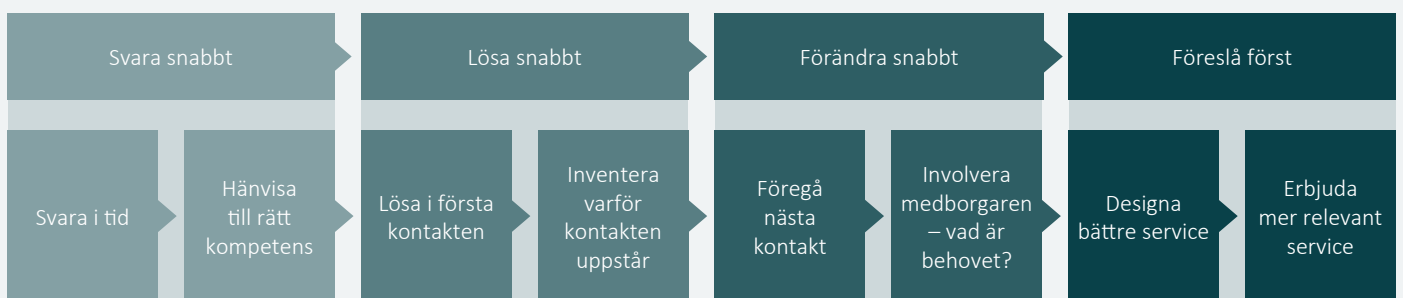 Svara snabbt
Lösa snabbt
Förändra snabbt
Föreslå först
Svara i tid
Hänvisa
till rätt
kompetens
Lösa i första
kontakten
Inventera
varför
kontakten
uppstår
Föregå
nästa
kontakt
Involvera
medborgaren
– vad är
behovet?
Designa
bättre service
Erbjuda
mer relevant
service